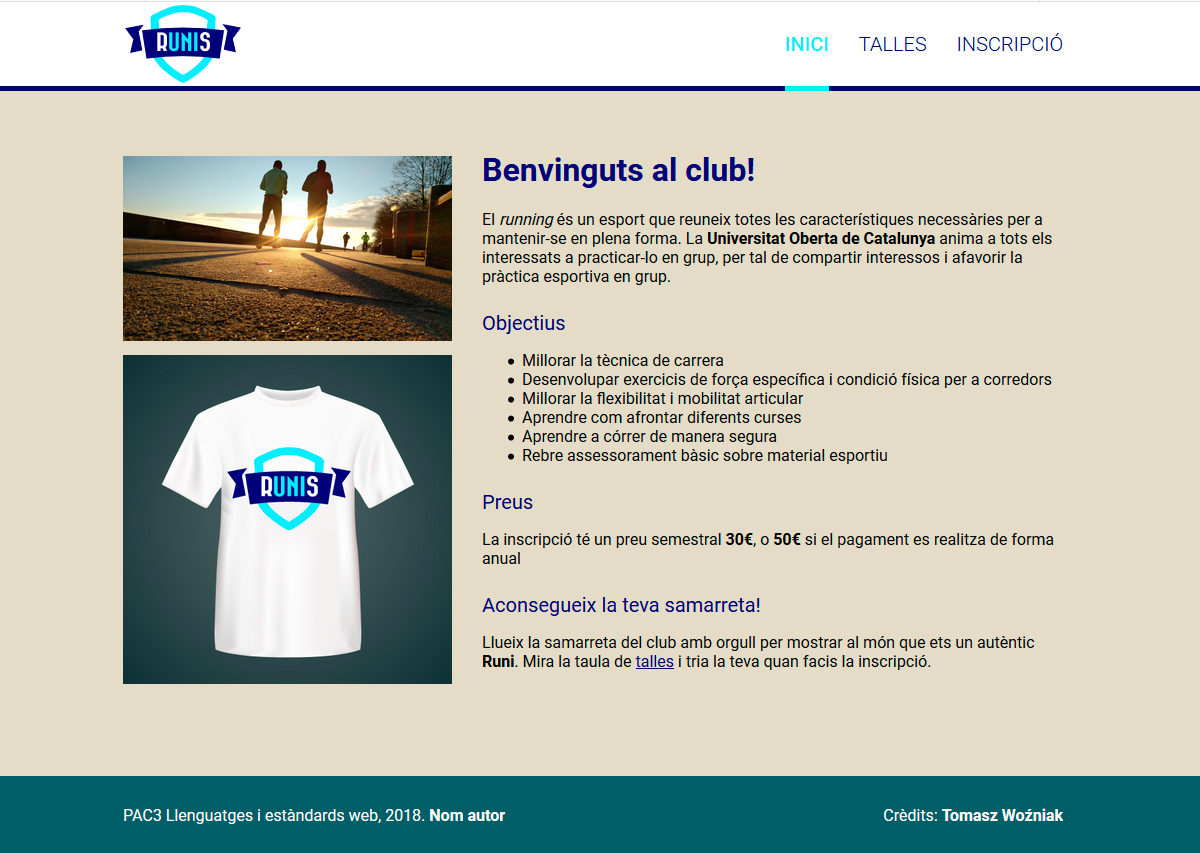 RUNIS
INICI TALLES INSCRIPCIÓ
Benvinguts al club!
El running és un esport que reuneix totes les característiques necessàries per a
mantenir-se en plena forma. La Universitat Oberta de Catalunya anima a tots els
interessats a practicar-lo en grup, per tal de compartir interessos i afavorir la
pràctica esportiva en grup.
Objectius
Millorar la tècnica de carrera
Desenvolupar exercicis de força específica i condició física per a corredors
Millorar la flexibilitat i mobilitat articular
Aprendre com afrontar diferents curses
Aprendre a córrer de manera segura
Rebre assessorament bàsic sobre material esportiu
RUNIS
Preus
La inscripció té un preu semestral 30€, o 50€ si el pagament es realitza de forma
anual
Aconsegueix la teva samarreta!
Llueix la samarreta del club amb orgull per mostrar al món que ets un autèntic
Runi. Mira la taula de talles i tria la teva quan facis la inscripció.
PAC3 Llenguatges i estàndards web, 2018. Nom autor
Crèdits: Tomasz Woźniak